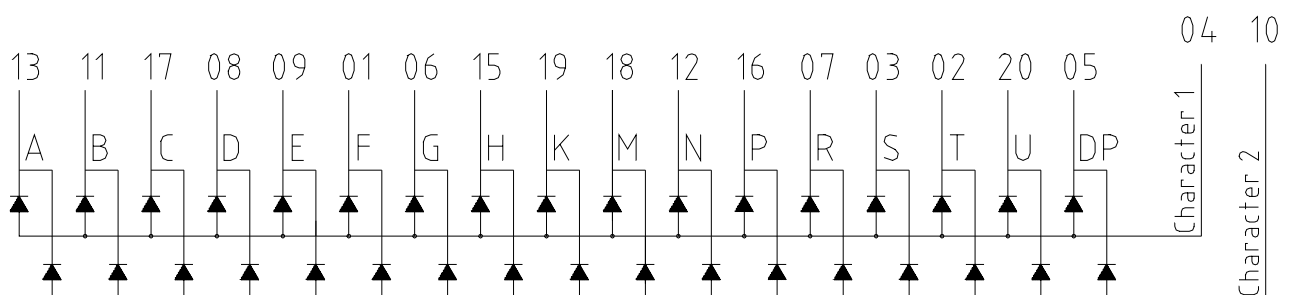 04 10
13 11 17 08 09 01 06 15 19 18 12 16 07 03 02 20 05
A B C D E F G H K M N P R S T U DP
Character 1
Character 2